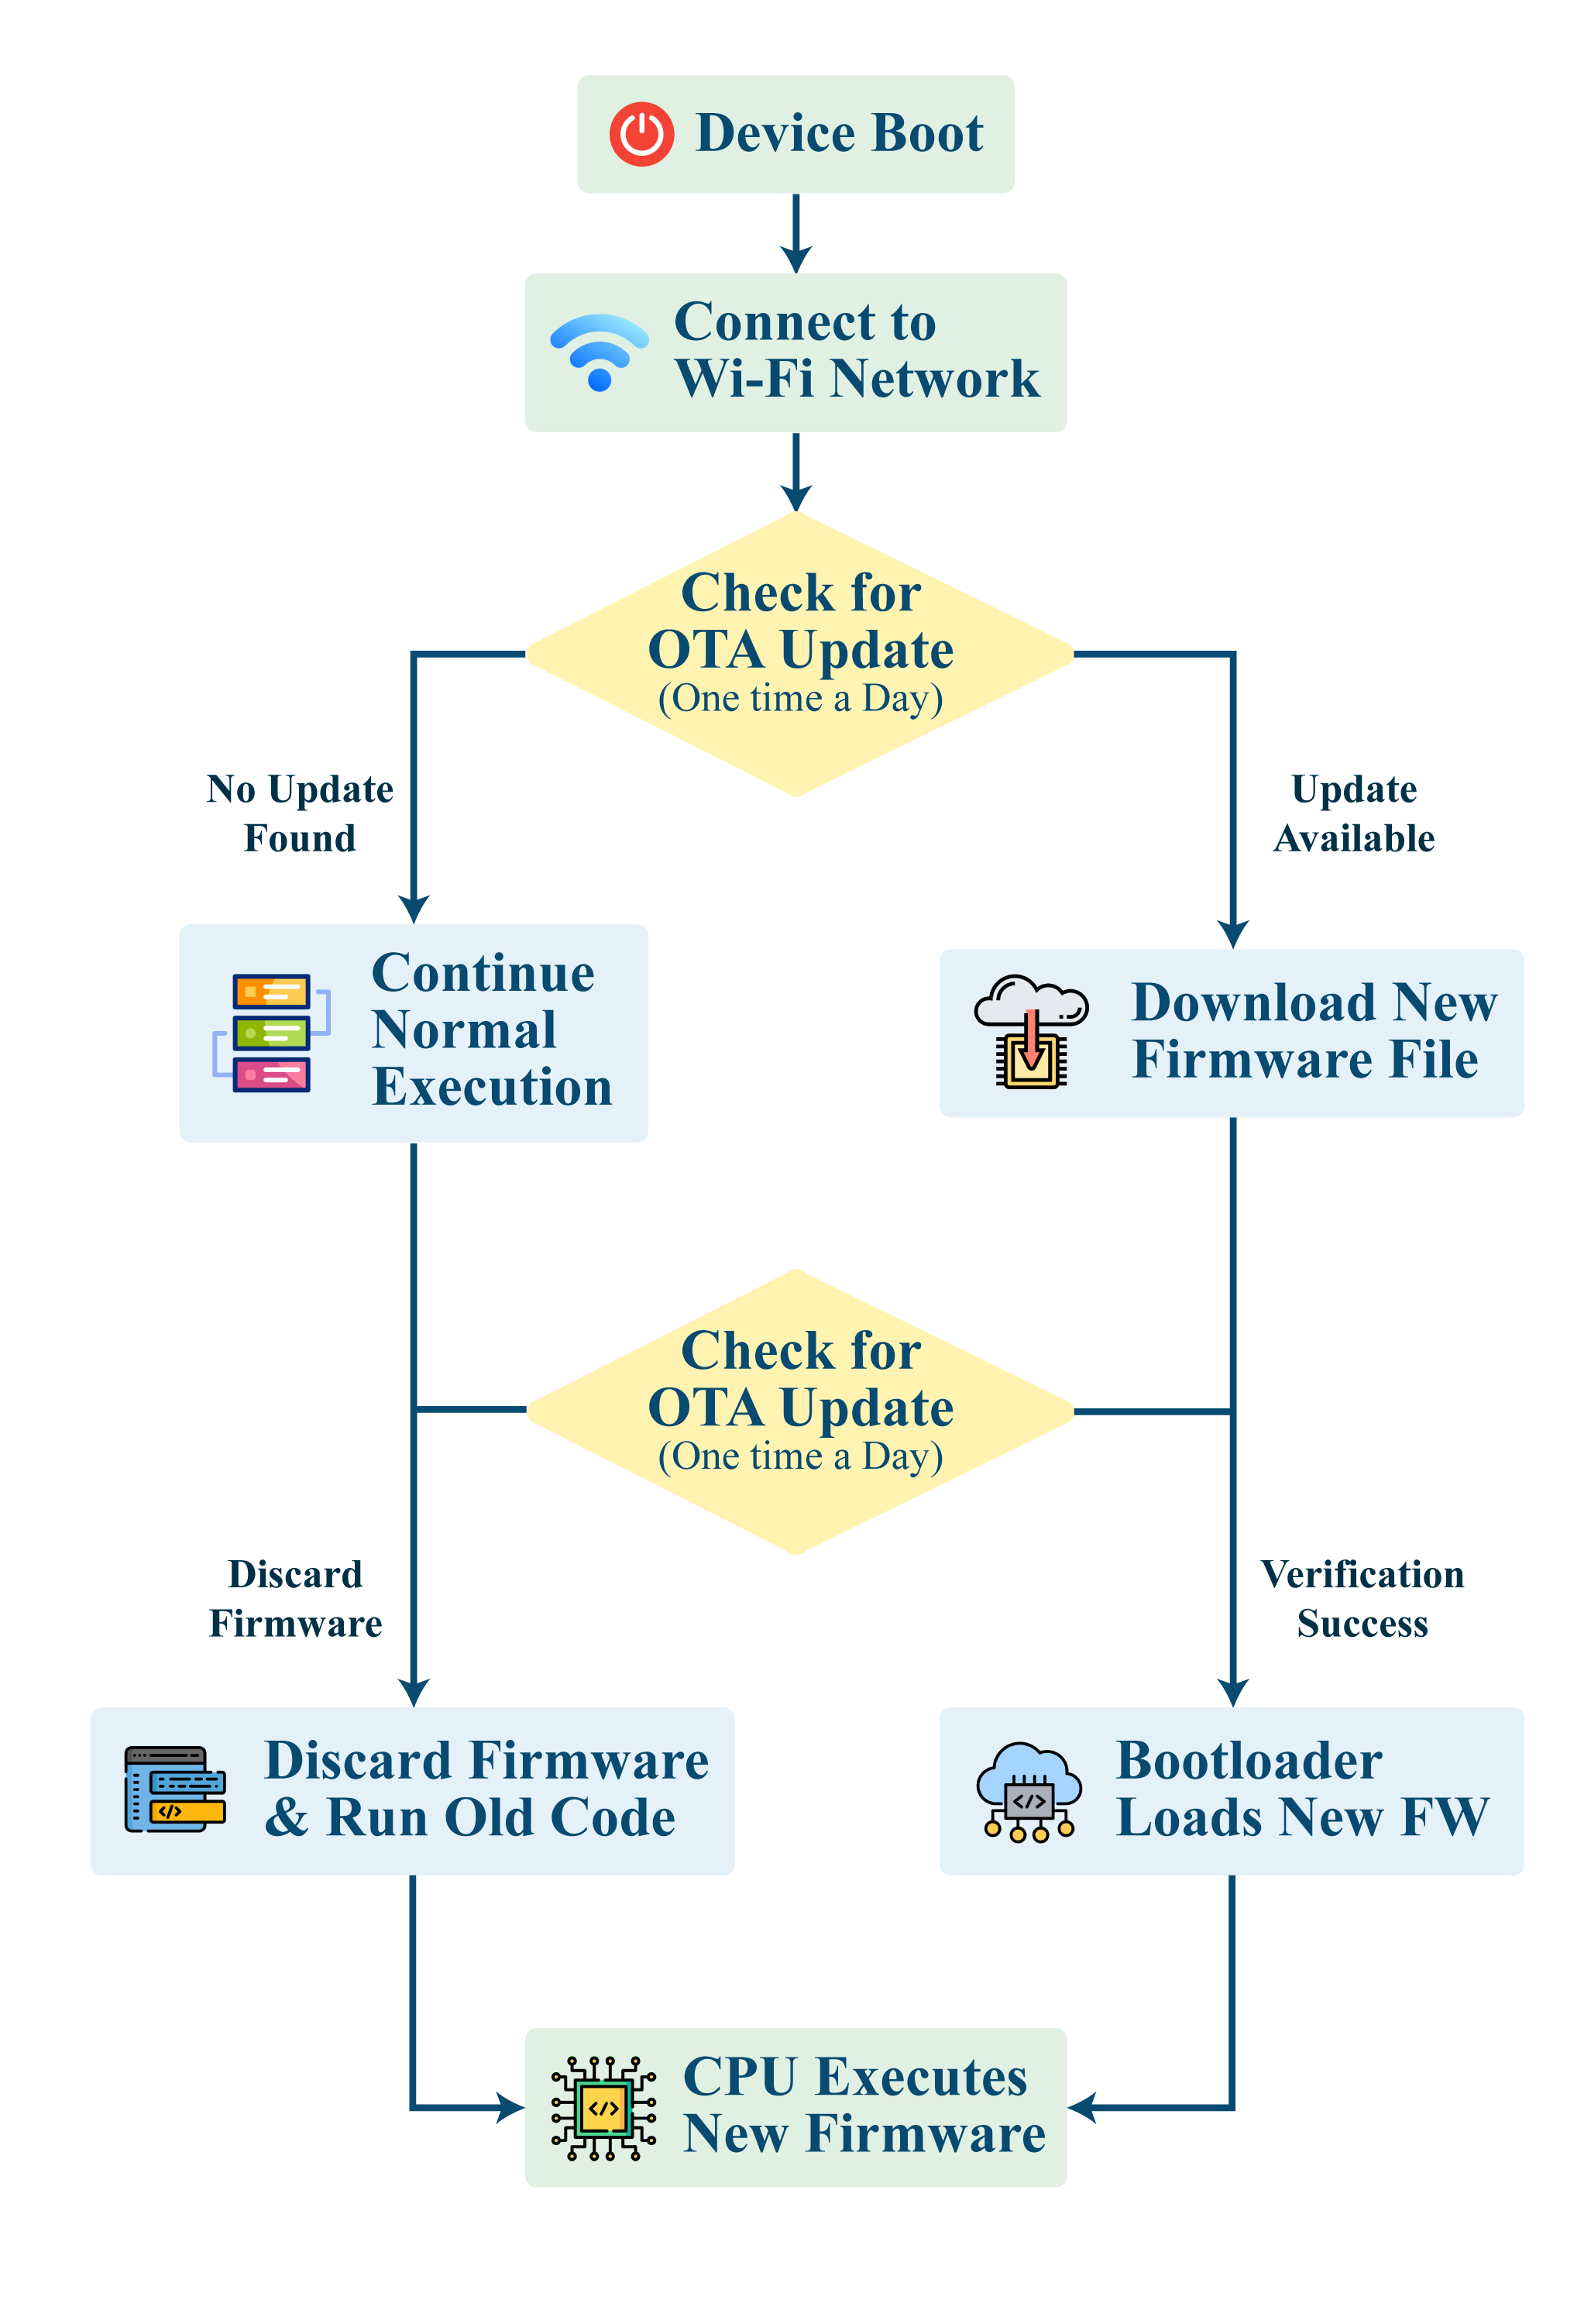 Device Boot
Connect to
Wi-Fi Network
Check for
OTA Update
(One time a Day)
No Update
Found
Update
Available
Continue
Normal
Execution
Download New
Firmware File
Check for
OTA Update
(One time a Day)
Discard
Firmware
Verification
Success
Discard Firmware
& Run Old Code
Bootloader
Loads New FW
CPU Executes
New Firmware